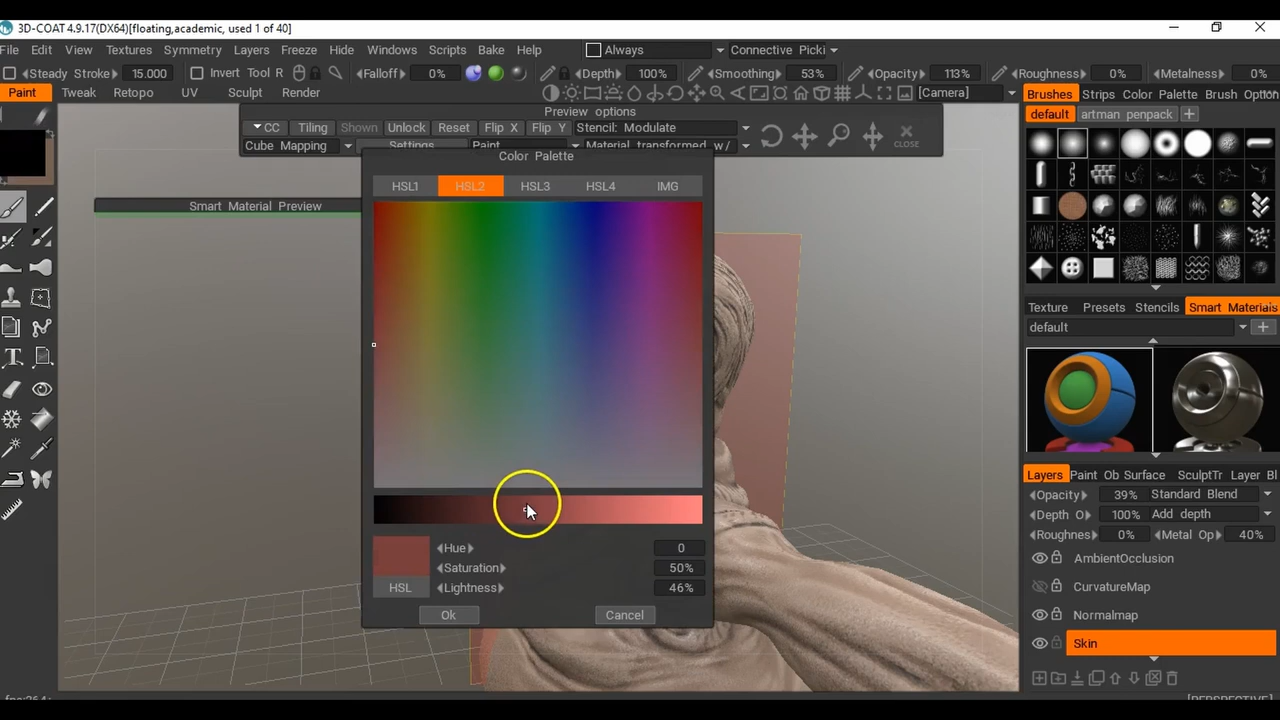 3D-COAT 4.9.17(DX64)[floating,academic, used 1 of 40]
File Edit View Textures Symmetry Layers Freeze Hide Windows Scripts Bake Help Always Connective Picki
Steady Stroke 15.000 Invert Tool R Falloff 0% Depth 100% Smoothing 53% Opacity 113% Roughness 0% Metalness 0%
Paint Tweak Retopo UV Sculpt Render [Camera] Brushes Strips Color Palette Brush Option
Preview options
default artman penpack
CC Tiling Shown Unlock Reset Flip X Flip Y Stencil: Modulate CLOSE
Cube Mapping Settings Paint Material transformed w/
Color Palette
HSL1 HSL2 HSL3 HSL4 IMG
Smart Material Preview
Texture Presets Stencils Smart Materials
default
Layers Paint Ob Surface SculptTr Layer Bl
Opacity 39% Standard Blend
Depth O 100% Add depth
Roughnes 0% Metal Op 40%
Hue 0
Saturation 50%
HSL Lightness 46%
Ok Cancel
AmbientOcclusion
CurvatureMap
Normalmap
Skin